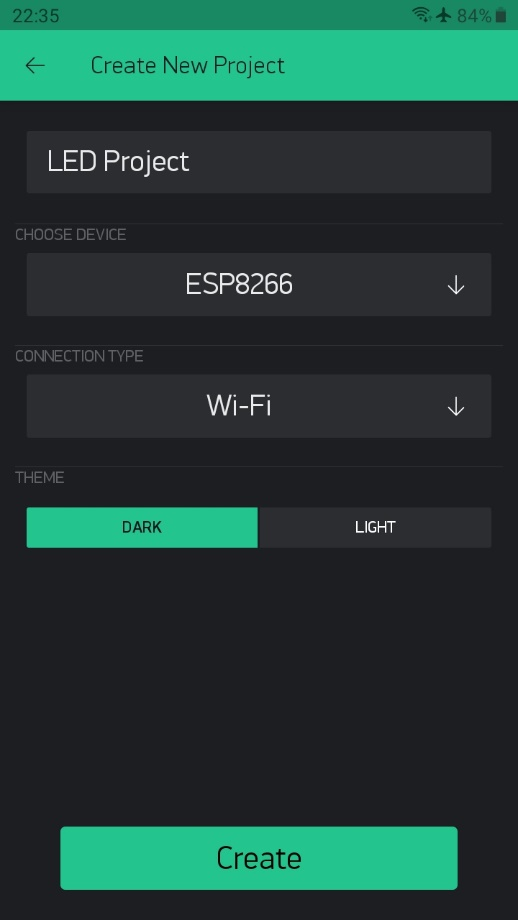 22:35
84%
Create New Project
LED Project
CHOOSE DEVICE
ESP8266
CONNECTION TYPE
Wi-Fi
THEME
DARK
LIGHT
Create